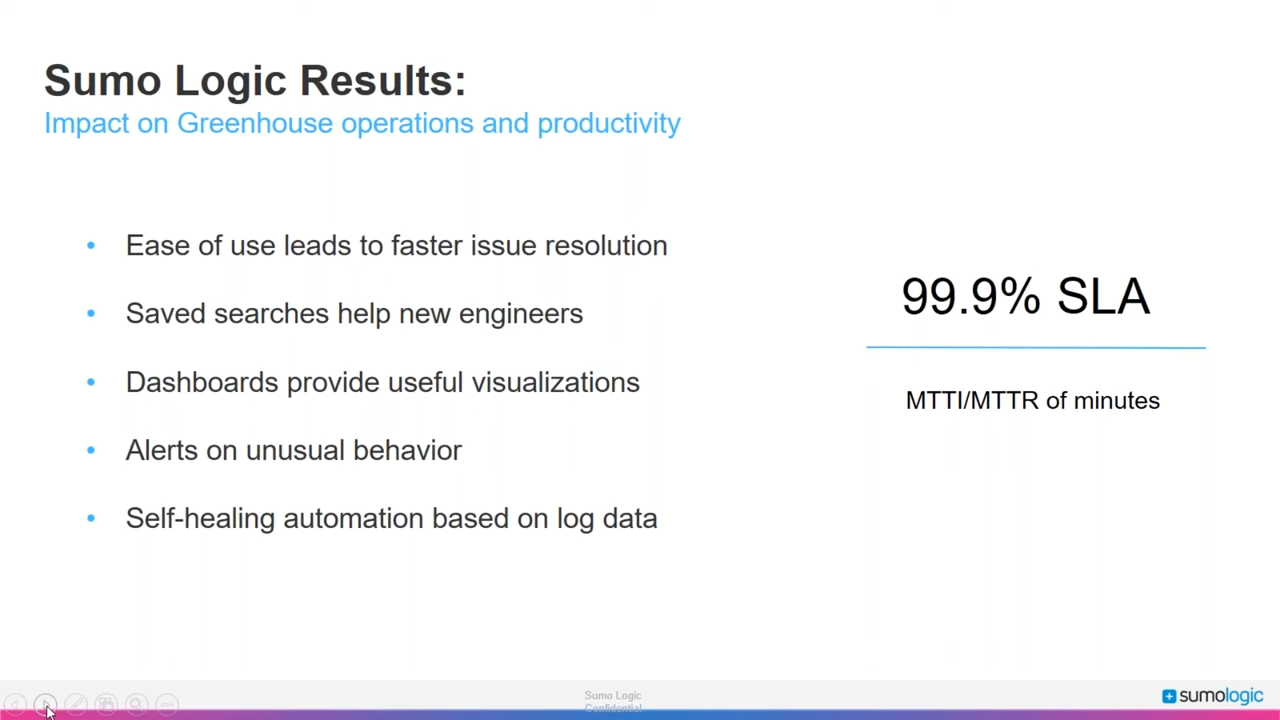 Sumo Logic Results:
Impact on Greenhouse operations and productivity
• Ease of use leads to faster issue resolution
• Saved searches help new engineers
• Dashboards provide useful visualizations
• Alerts on unusual behavior
• Self-healing automation based on log data
99.9% SLA
MTTI/MTTR of minutes
Sumo Logic
Confidential
sumologic